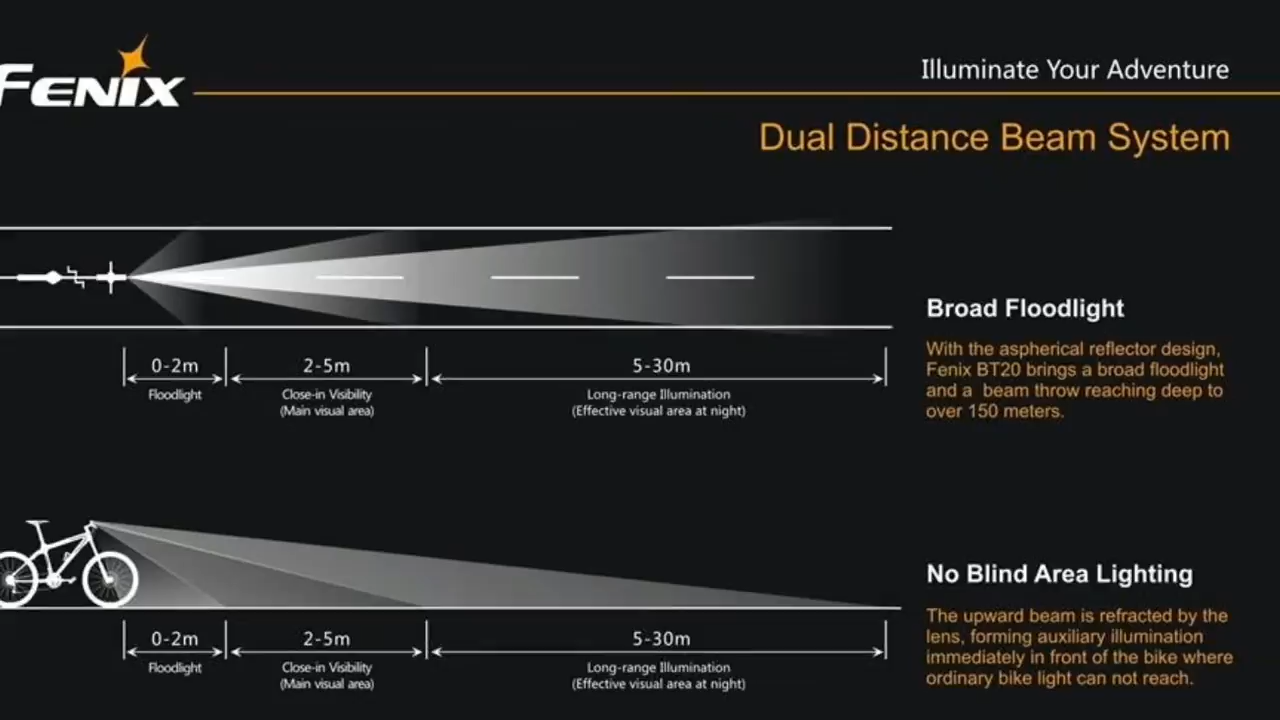 FENIX
Illuminate Your Adventure
Dual Distance Beam System
0-2m
2-5m
5-30m
Floodlight
Close-in Visibility
(Main visual area)
Long-range Illumination
(Effective visual area at night)
Broad Floodlight
With the aspherical reflector design,
Fenix BT20 brings a broad floodlight
and a beam throw reaching deep to
over 150 meters.
0-2m
2-5m
5-30m
Floodlight
Close-in Visibility
(Main visual area)
Long-range Illumination
(Effective visual area at night)
No Blind Area Lighting
The upward beam is refracted by the
lens, forming auxiliary illumination
immediately in front of the bike where
ordinary bike light can not reach.